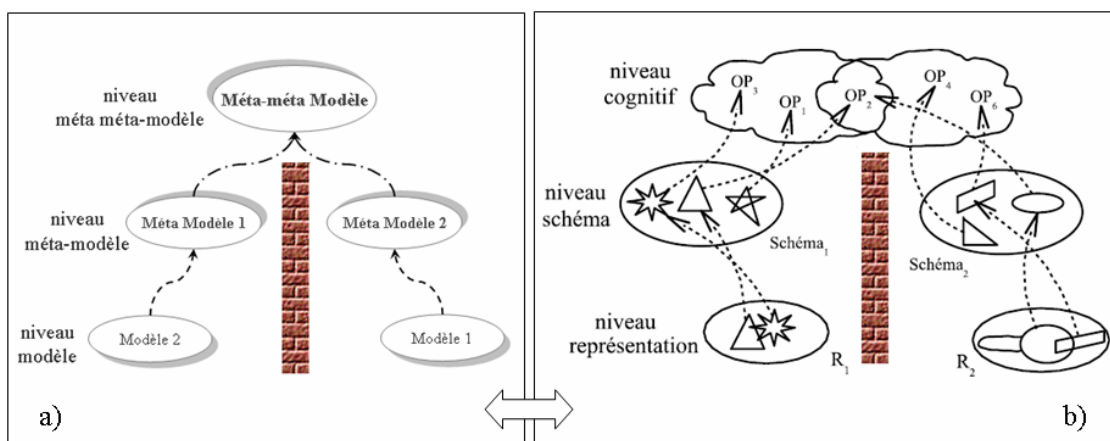 niveau
méta méta-modèle
Méta-méta Modèle
niveau
méta-modèle
Méta Modèle 1
Méta Modèle 2
niveau
modèle
Modèle 2
Modèle 1
a)
niveau
cognitif
OP3
OP1
OP2
OP4
OP6
niveau
schéma
Schéma1
Schéma2
niveau
représentation
R1
R2
b)